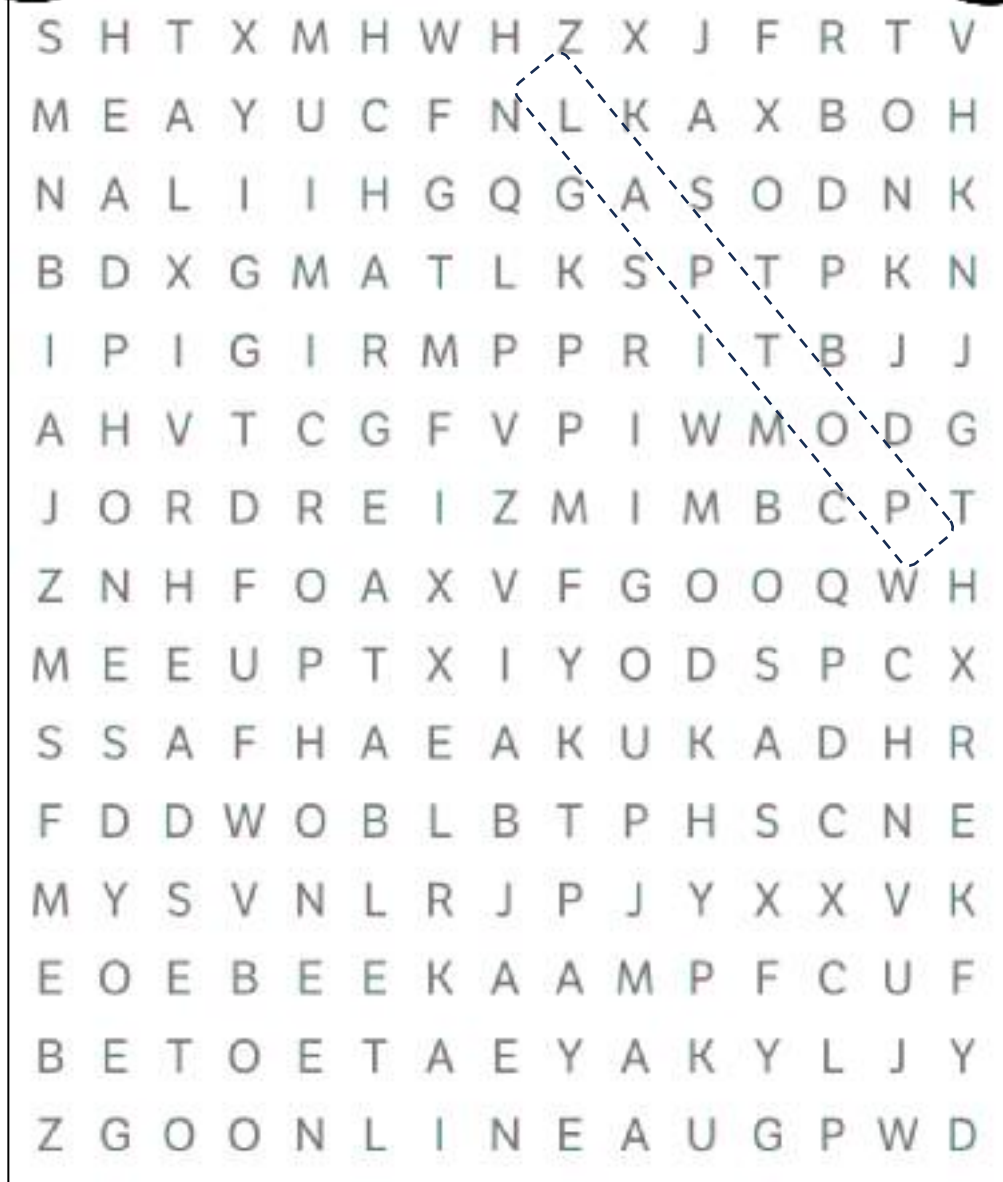 S H T X M H W H Z X J F R T V
M E A Y U C F N L K A X B O H
N A L I I H G Q G A S O D N K
B D X G M A T L K S P T P K N
I P I G I R M P P R I T B J J
A H V T C G F V P I W M O D G
J O R D R E I Z M I M B C P T
Z N H F O A X V F G O O Q W H
M E E U P T X I Y O D S P C X
S S A F H A E A K U K A D H R
F D D W O B L B T P H S C N E
M Y S V N L R J P J Y X X V K
E O E B E E K A A M P F C U F
B E T O E T A E Y A K Y L J Y
Z G O O N L I N E A U G P W D